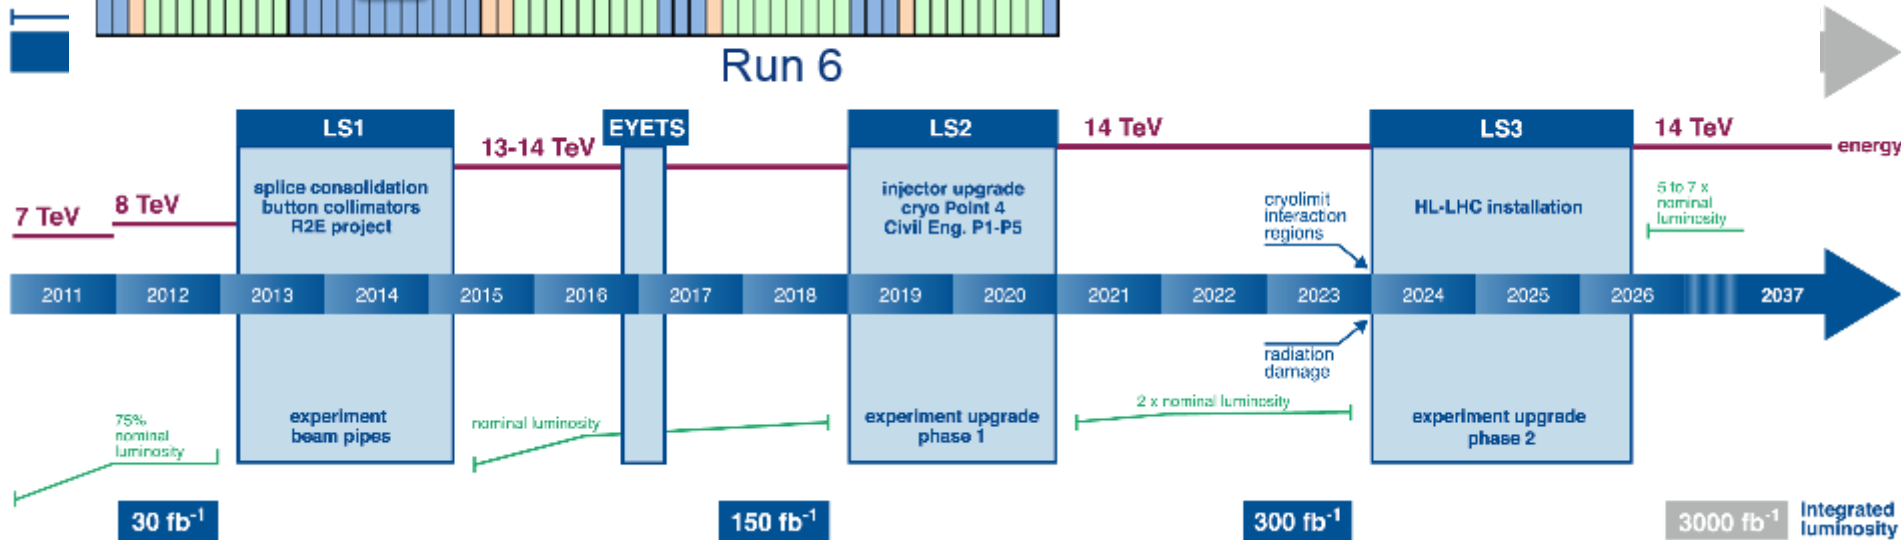 Run 6
LS1
EYETS
LS2
14 TeV
LS3
14 TeV
13-14 TeV
energy
splice consolidation
button collimators
R2E project
injector upgrade
cryo Point 4
Civil Eng. P1-P5
cryolimit
interaction
regions
HL-LHC installation
5 to 7 x
nominal
luminosity
7 TeV
8 TeV
2011 2012 2013 2014 2015 2016 2017 2018 2019 2020 2021 2022 2023 2024 2025 2026 2037
radiation
damage
75%
nominal
luminosity
experiment
beam pipes
nominal luminosity
experiment upgrade
phase 1
2 x nominal luminosity
experiment upgrade
phase 2
30 fb⁻¹
150 fb⁻¹
300 fb⁻¹
3000 fb⁻¹
Integrated
luminosity